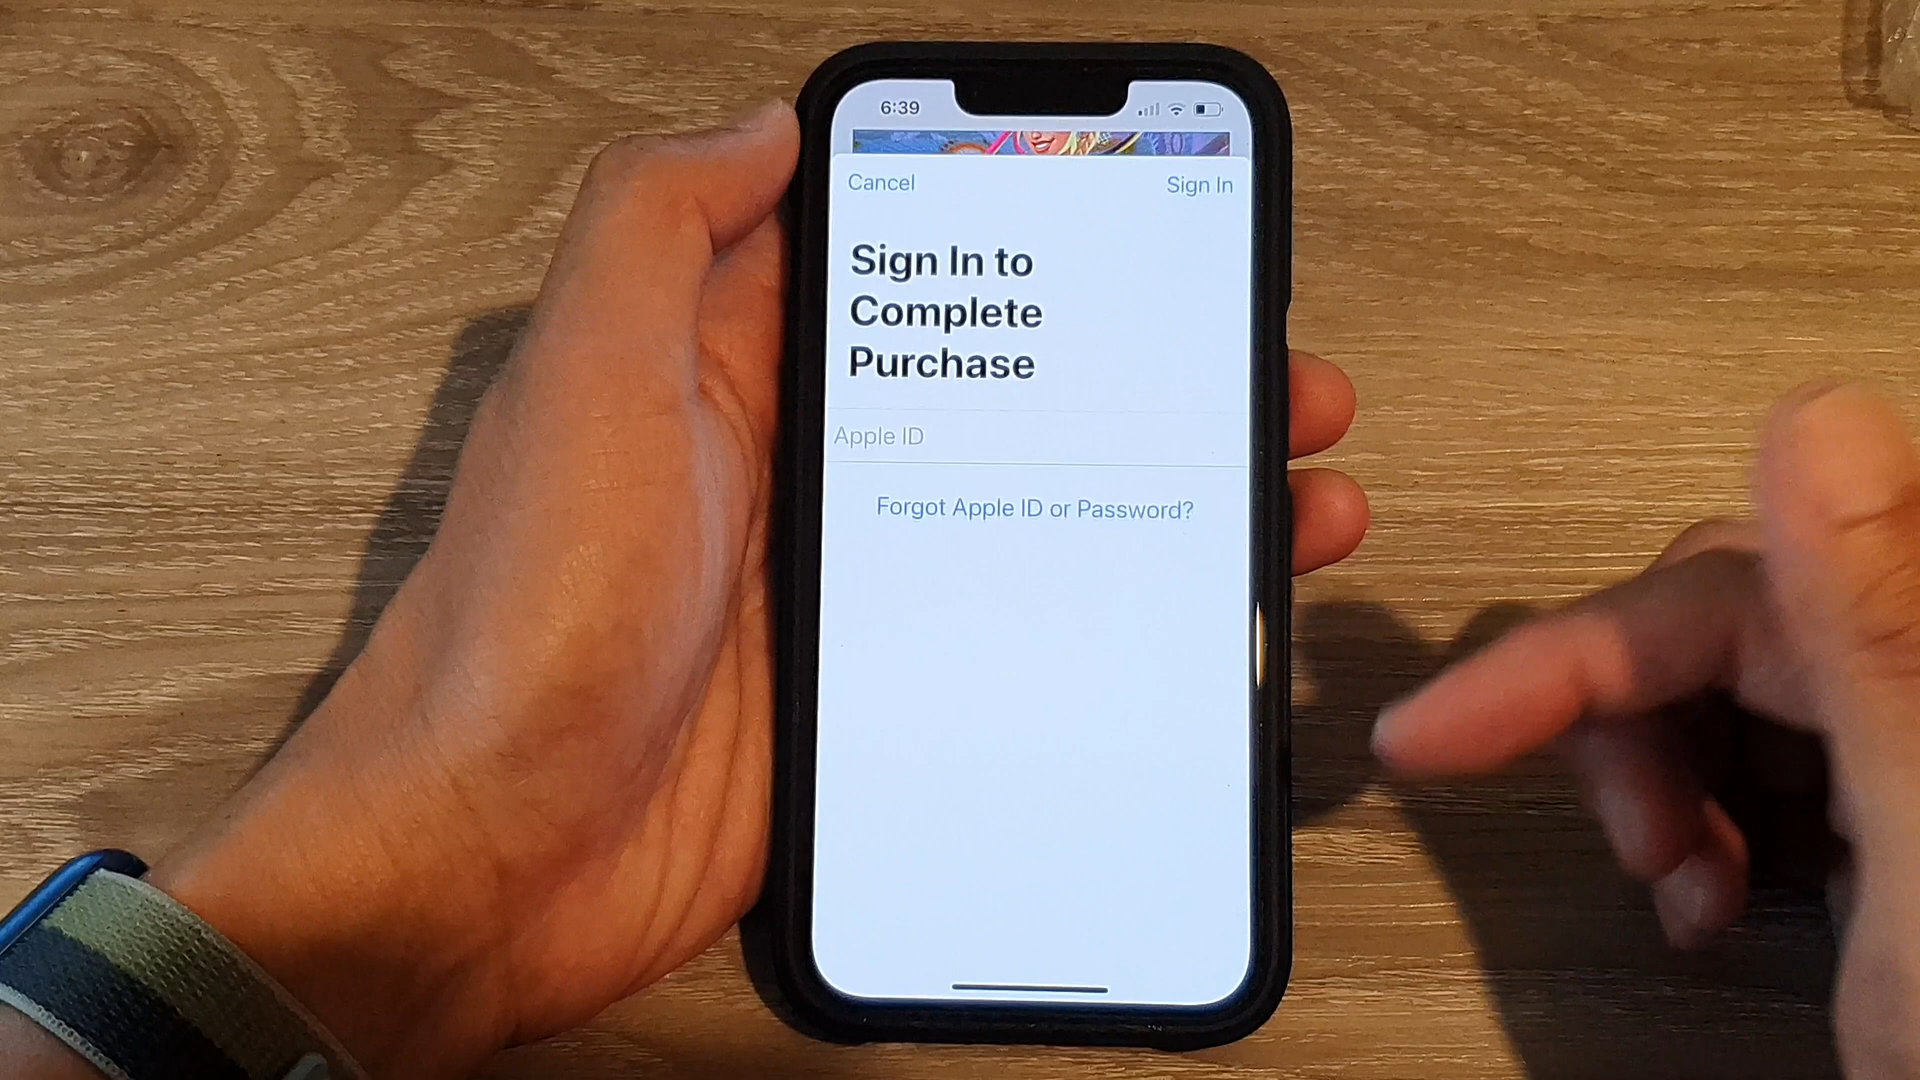 6:39
Cancel
Sign In
Sign In to
Complete
Purchase
Apple ID
Forgot Apple ID or Password?